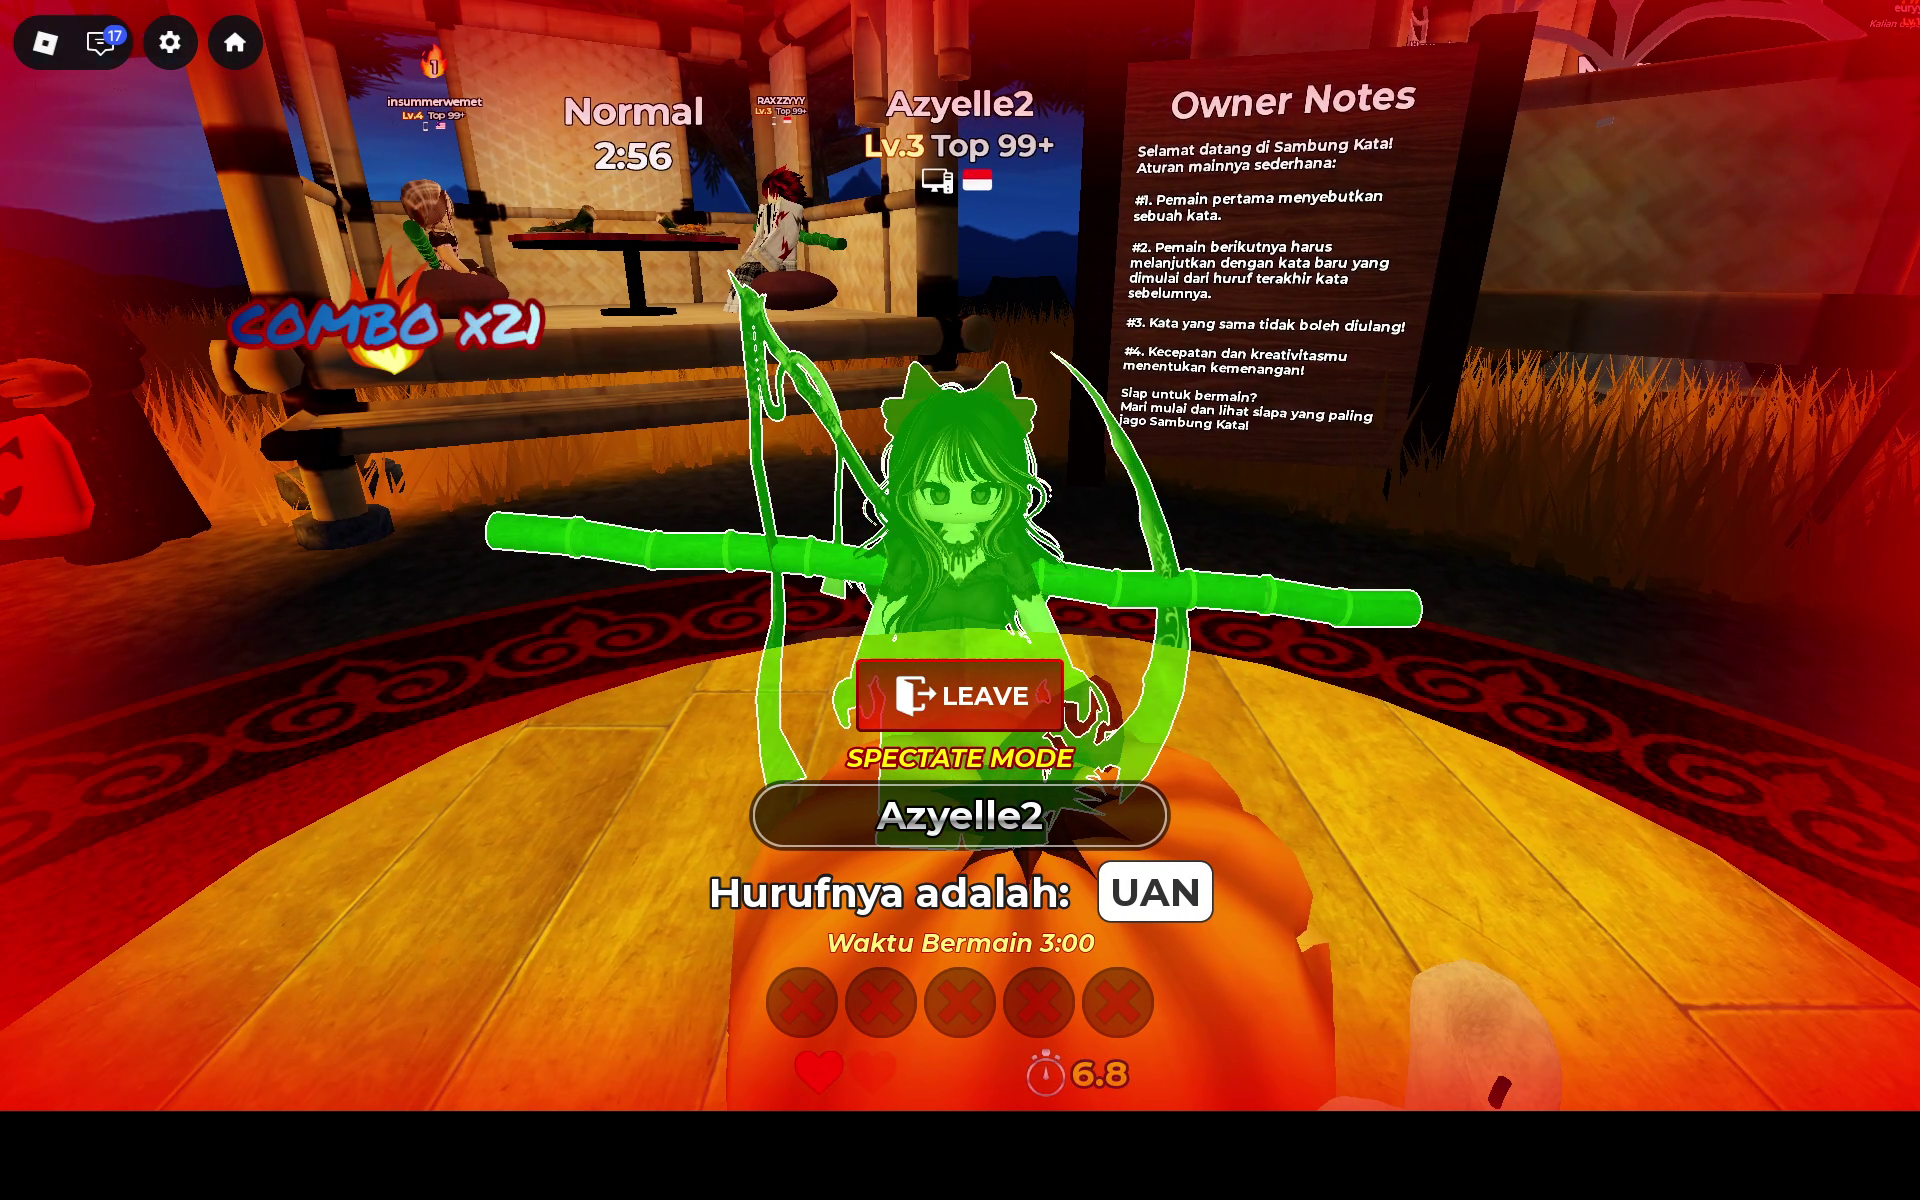 17
1
insummerwemet
Lv.4 Top 99+
Normal
2:56
RAXZZYYY
Lv.3 Top 99+
Azyelle2
Lv.3 Top 99+
COMBO x21
Owner Notes
Selamat datang di Sambung Kata!
Aturan mainnya sederhana:
#1. Pemain pertama menyebutkan
sebuah kata.
#2. Pemain berikutnya harus
melanjutkan dengan kata baru yang
dimulai dari huruf terakhir kata
sebelumnya.
#3. Kata yang sama tidak boleh diulang!
#4. Kecepatan dan kreativitasmu
menentukan kemenangan!
Siap untuk bermain?
Mari mulai dan lihat siapa yang paling
jago Sambung Kata!
LEAVE
SPECTATE MODE
Azyelle2
Hurufnya adalah: UAN
Waktu Bermain 3:00
6.8